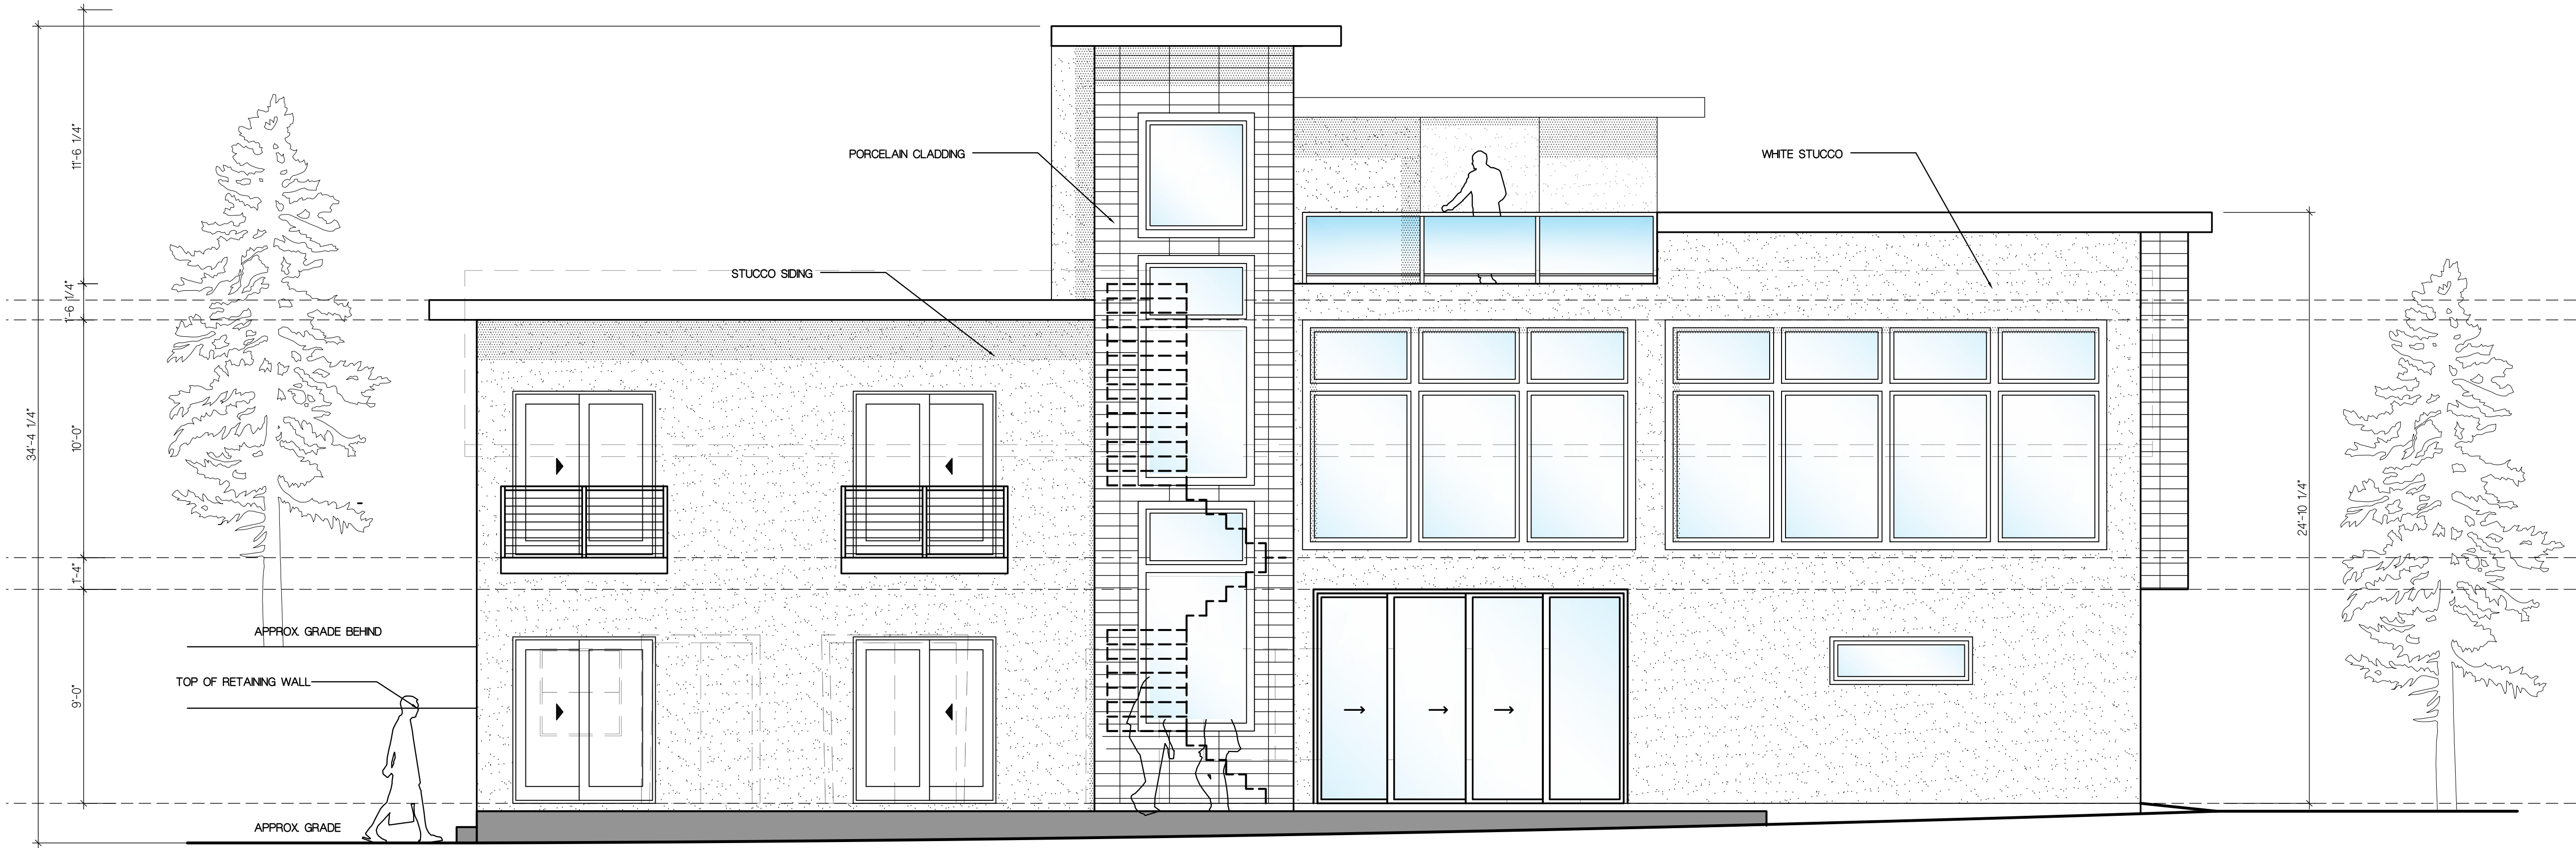 11'-6 1/4"
PORCELAIN CLADDING
WHITE STUCCO
STUCCO SIDING
1'-6 1/4"
34'-4 1/4"
10'-0"
24'-10 1/4"
1'-4"
APPROX. GRADE BEHIND
TOP OF RETAINING WALL
9'-0"
APPROX. GRADE